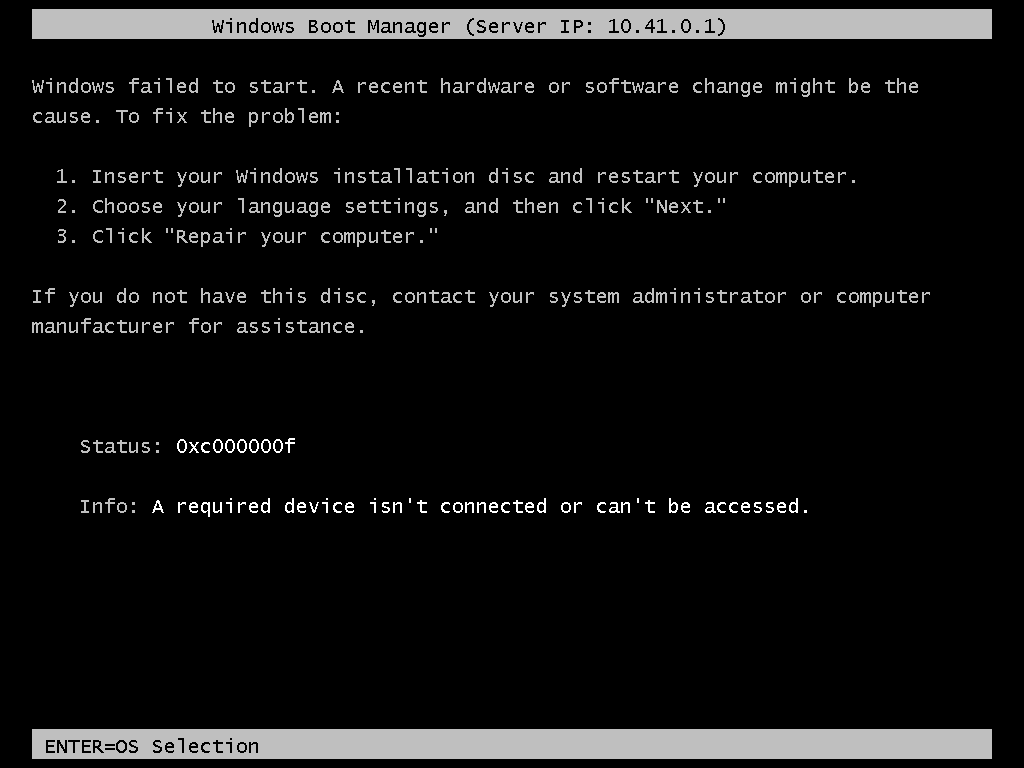 Windows Boot Manager (Server IP: 10.41.0.1)
Windows failed to start. A recent hardware or software change might be the
cause. To fix the problem:
1. Insert your Windows installation disc and restart your computer.
2. Choose your language settings, and then click "Next."
3. Click "Repair your computer."
If you do not have this disc, contact your system administrator or computer
manufacturer for assistance.
Status: 0xc000000f
Info: A required device isn't connected or can't be accessed.
ENTER=OS Selection